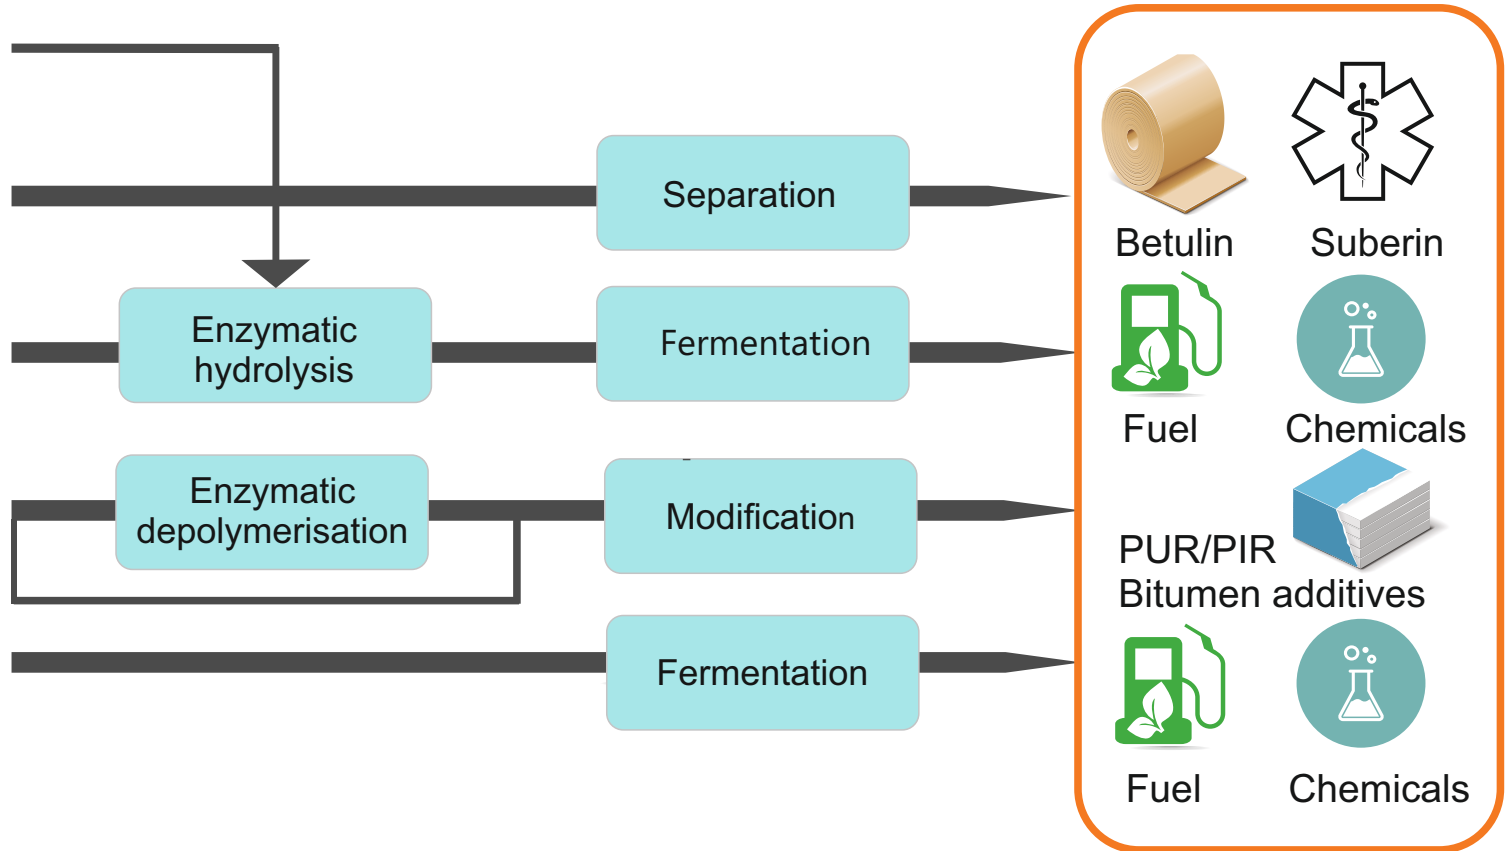 Separation
Betulin
Suberin
Enzymatic
hydrolysis
Fermentation
Fuel
Chemicals
Enzymatic
depolymerisation
Modification
PUR/PIR
Bitumen additives
Fermentation
Fuel
Chemicals